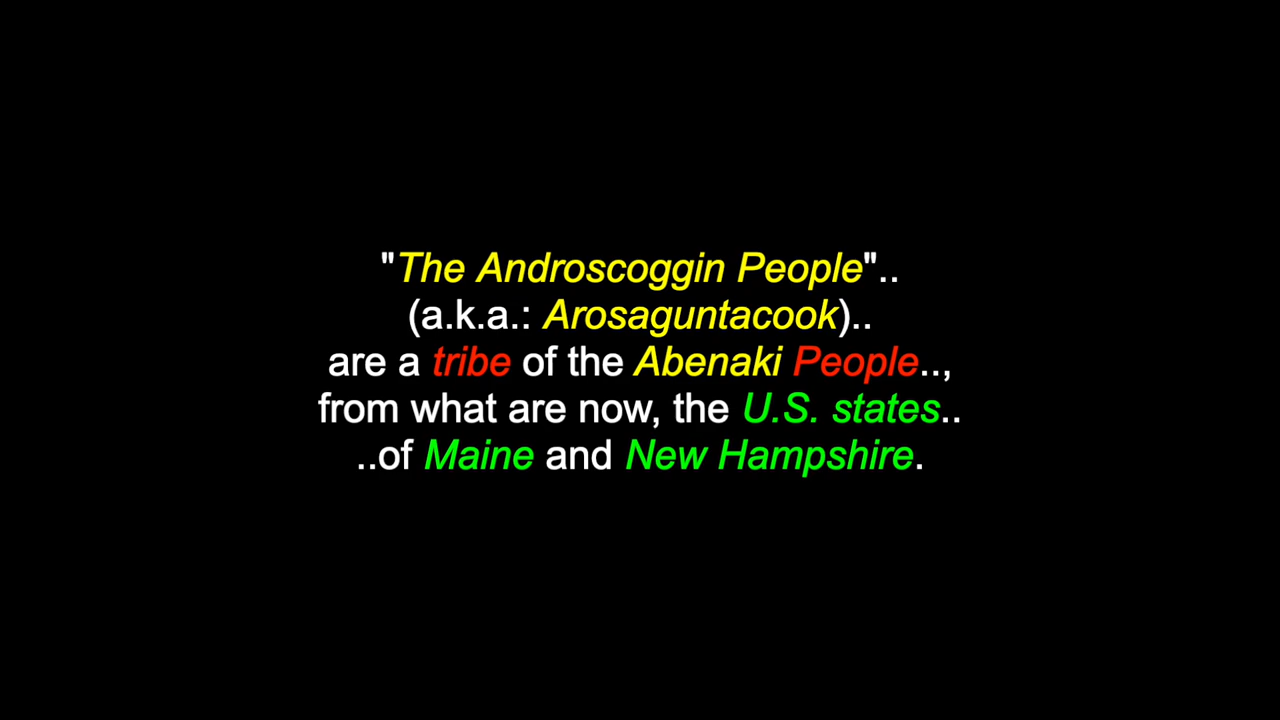 "The Androscoggin People"..
(a.k.a.: Arosaguntacook)..
are a tribe of the Abenaki People..,
from what are now, the U.S. states..
..of Maine and New Hampshire.